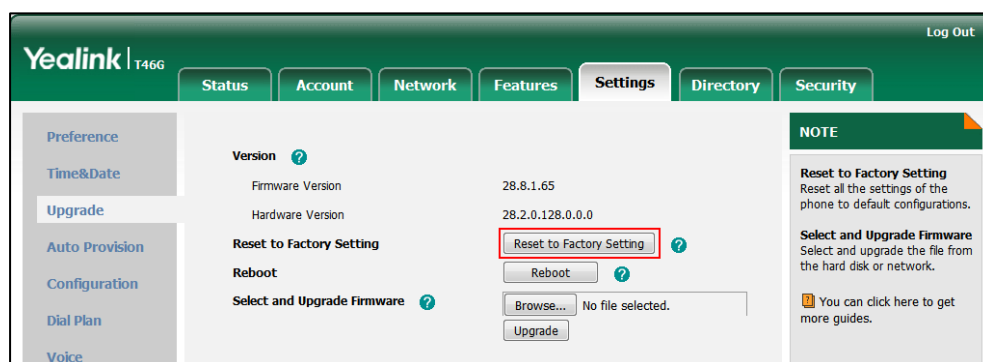 Log Out
Yealink T46G
Status Account Network Features Settings Directory Security
Preference
Time&Date
Upgrade
Auto Provision
Configuration
Dial Plan
Voice
Version ?
Firmware Version 28.8.1.65
Hardware Version 28.2.0.128.0.0.0
Reset to Factory Setting Reset to Factory Setting ?
Reboot Reboot ?
Select and Upgrade Firmware ? Browse... No file selected.
Upgrade
NOTE
Reset to Factory Setting
Reset all the settings of the
phone to default configurations.
Select and Upgrade Firmware
Select and upgrade the file from
the hard disk or network.
? You can click here to get
more guides.